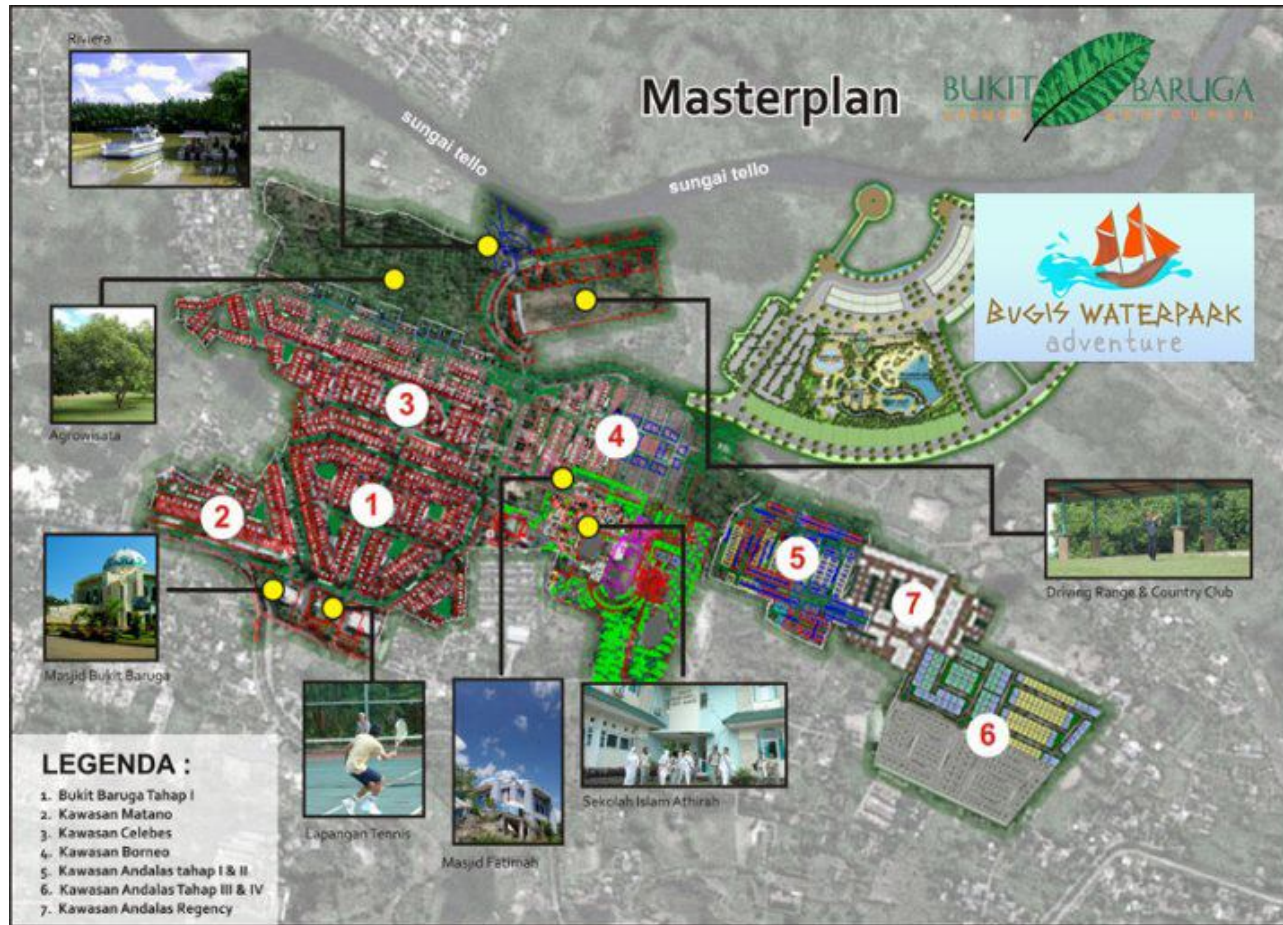 Riviera
Masterplan
BUKIT BARUGA
sungai tello
sungai tello
BUGIS WATERPARK
adventure
Agrowisata
3
4
1
2
5
7
6
Driving Range & Country Club
Masjid Bukit Baruga
Lapangan Tennis
Masjid Fatimah
Sekolah Islam Athirah
LEGENDA :
1. Bukit Baruga Tahap I
2. Kawasan Matano
3. Kawasan Celebes
4. Kawasan Borneo
5. Kawasan Andalas tahap I & II
6. Kawasan Andalas Tahap III & IV
7. Kawasan Andalas Regency